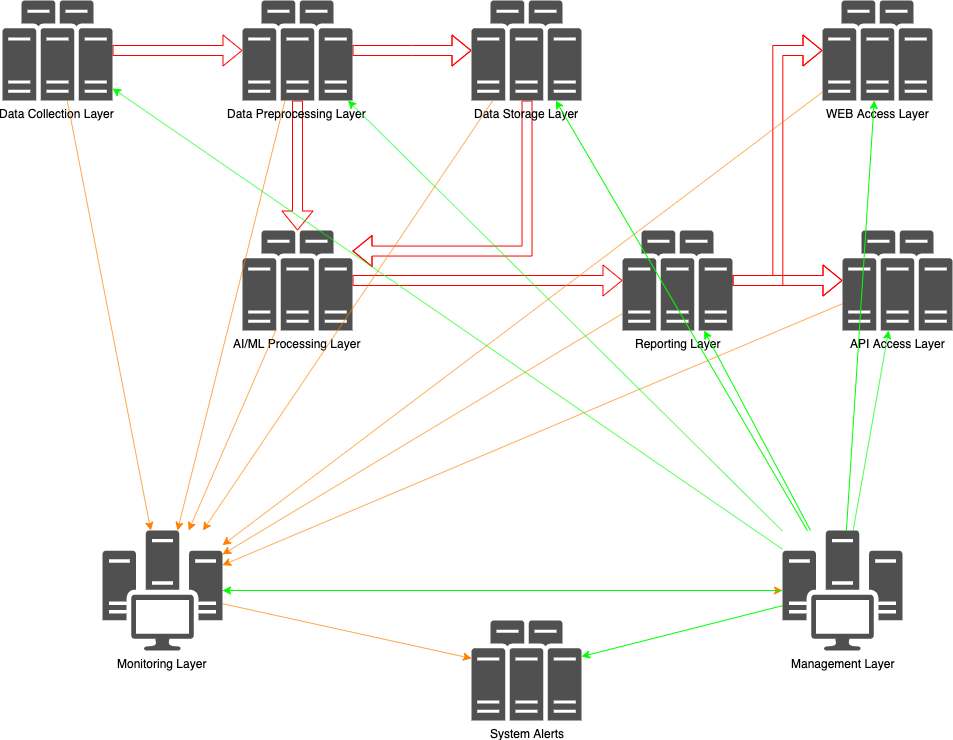 Data Collection Layer
Data Preprocessing Layer
Data Storage Layer
WEB Access Layer
AI/ML Processing Layer
Reporting Layer
API Access Layer
Monitoring Layer
Management Layer
System Alerts